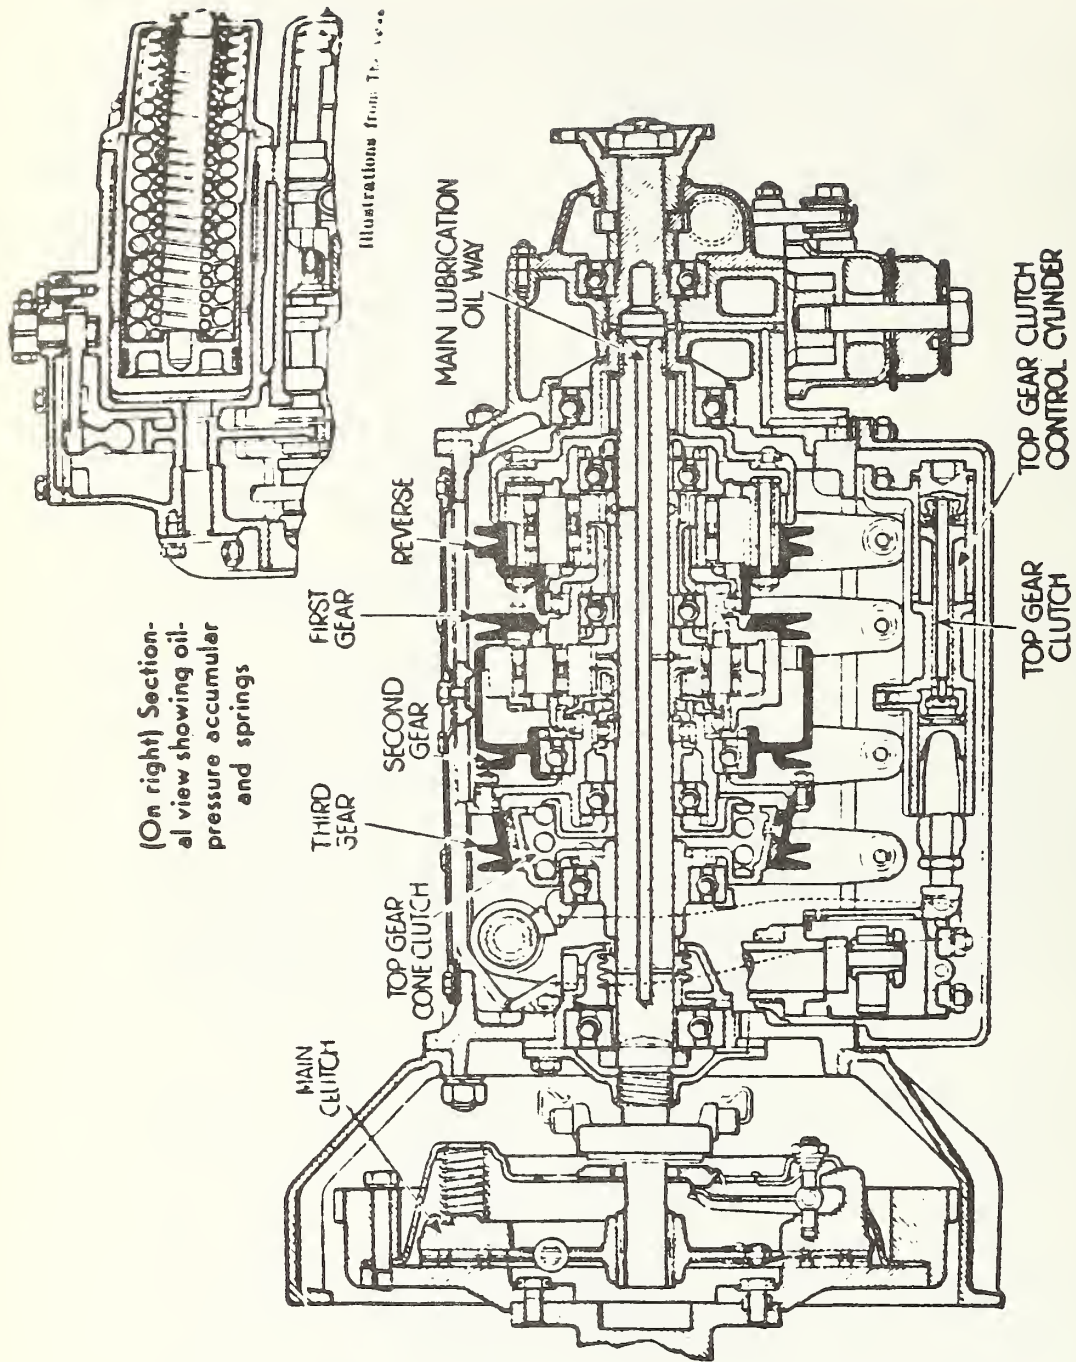 Illustrations from
(On right) Section-
al view showing oil-
pressure accumular
and springs
MAIN LUBRICATION
OIL WAY
REVERSE
FIRST
GEAR
SECOND
GEAR
THIRD
GEAR
TOP GEAR
CONE CLUTCH
MAIN
CLUTCH
TOP GEAR
CLUTCH
TOP GEAR CLUTCH
CONTROL CYLINDER